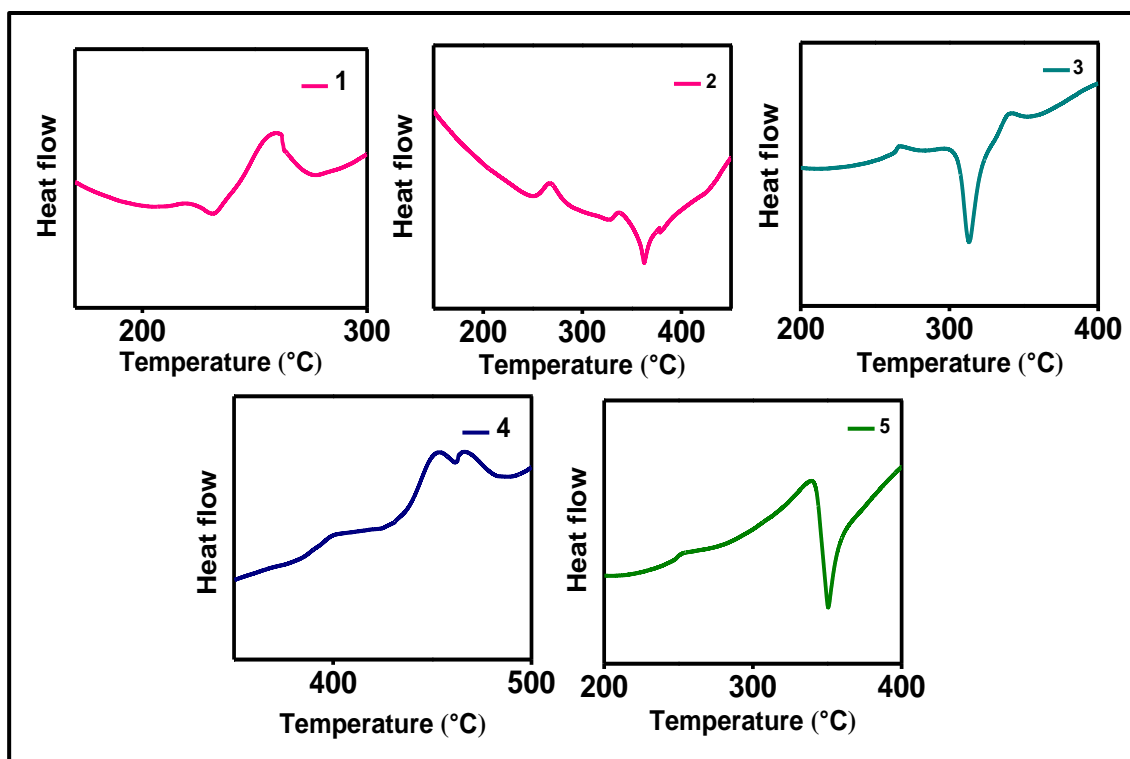 1
Heat flow
200 300
Temperature (°C)
2
Heat flow
200 300 400
Temperature (°C)
3
Heat flow
200 300 400
Temperature (°C)
4
Heat flow
400 500
Temperature (°C)
5
Heat flow
200 300 400
Temperature (°C)